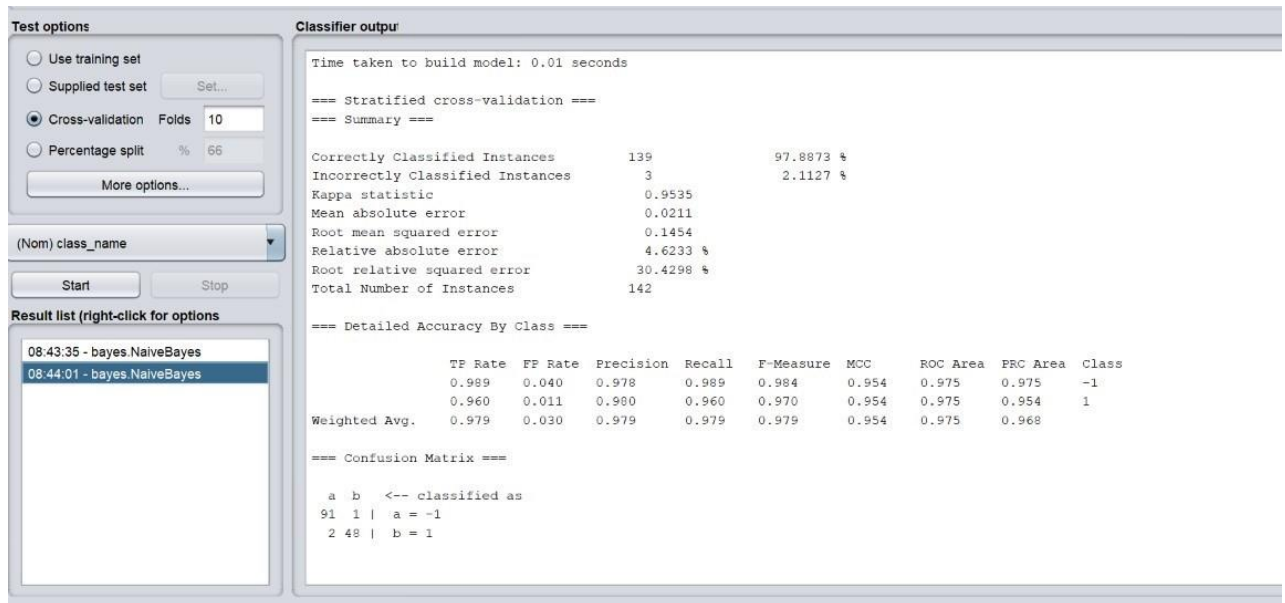 Test options
Use training set
Supplied test set Set...
Cross-validation Folds 10
Percentage split % 66
More options...
(Nom) class_name
Start Stop
Result list (right-click for options
08:43:35 - bayes.NaiveBayes
08:44:01 - bayes.NaiveBayes
Classifier output
Time taken to build model: 0.01 seconds
=== Stratified cross-validation ===
=== Summary ===
Correctly Classified Instances 139 97.8873 %
Incorrectly Classified Instances 3 2.1127 %
Kappa statistic 0.9535
Mean absolute error 0.0211
Root mean squared error 0.1454
Relative absolute error 4.6233 %
Root relative squared error 30.4298 %
Total Number of Instances 142
=== Detailed Accuracy By Class ===
TP Rate FP Rate Precision Recall F-Measure MCC ROC Area PRC Area Class
0.989 0.040 0.978 0.989 0.984 0.954 0.975 0.975 -1
0.960 0.011 0.980 0.960 0.970 0.954 0.975 0.954 1
Weighted Avg. 0.979 0.030 0.979 0.979 0.979 0.954 0.975 0.968
=== Confusion Matrix ===
a b <-- classified as
91 1 | a = -1
2 48 | b = 1